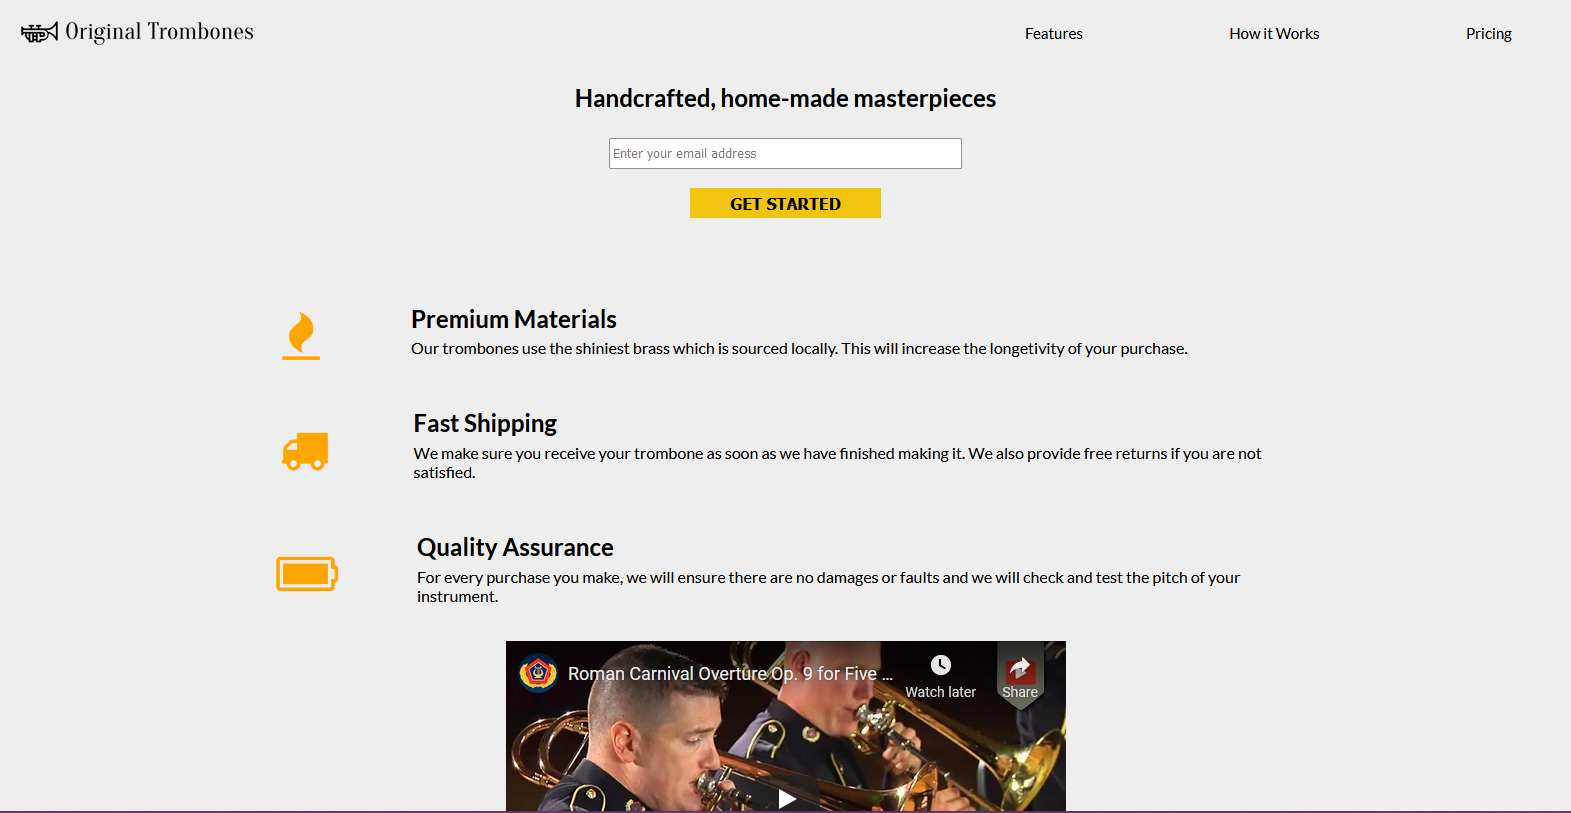 Original Trombones
Features
How it Works
Pricing
Handcrafted, home-made masterpieces
Enter your email address
GET STARTED
Premium Materials
Our trombones use the shiniest brass which is sourced locally. This will increase the longetivity of your purchase.
Fast Shipping
We make sure you receive your trombone as soon as we have finished making it. We also provide free returns if you are not
satisfied.
Quality Assurance
For every purchase you make, we will ensure there are no damages or faults and we will check and test the pitch of your
instrument.
Roman Carnival Overture Op. 9 for Five ...
Watch later
Share